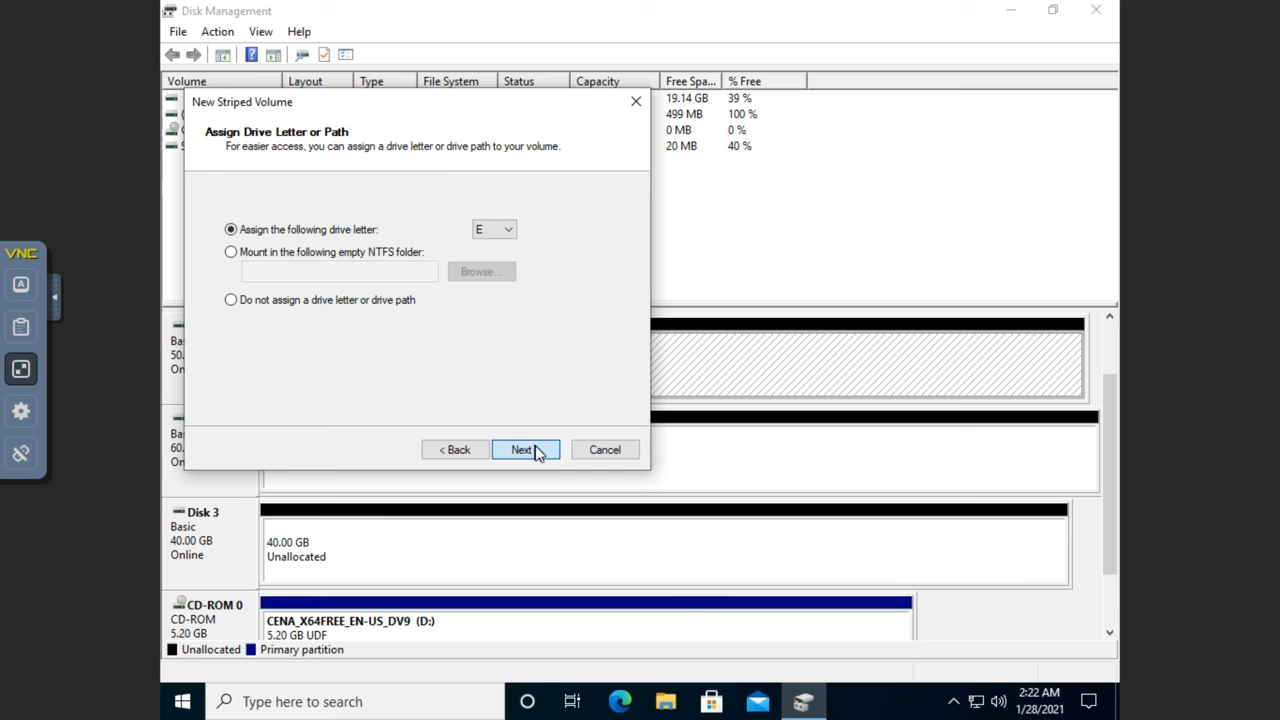 Disk Management
File Action View Help
Volume Layout Type File System Status Capacity Free Spa... % Free
19.14 GB 39 %
499 MB 100 %
0 MB 0 %
20 MB 40 %
New Striped Volume
Assign Drive Letter or Path
For easier access, you can assign a drive letter or drive path to your volume.
VNC
A
Assign the following drive letter: E
Mount in the following empty NTFS folder:
Browse...
Do not assign a drive letter or drive path
Ba
50.
On
Ba
60.
On
< Back Next Cancel
Disk 3
Basic
40.00 GB
Online
40.00 GB
Unallocated
CD-ROM 0
CD-ROM
5.20 GB
CENA_X64FREE_EN-US_DV9 (D:)
5.20 GB UDF
Unallocated Primary partition
Type here to search
2:22 AM
1/28/2021